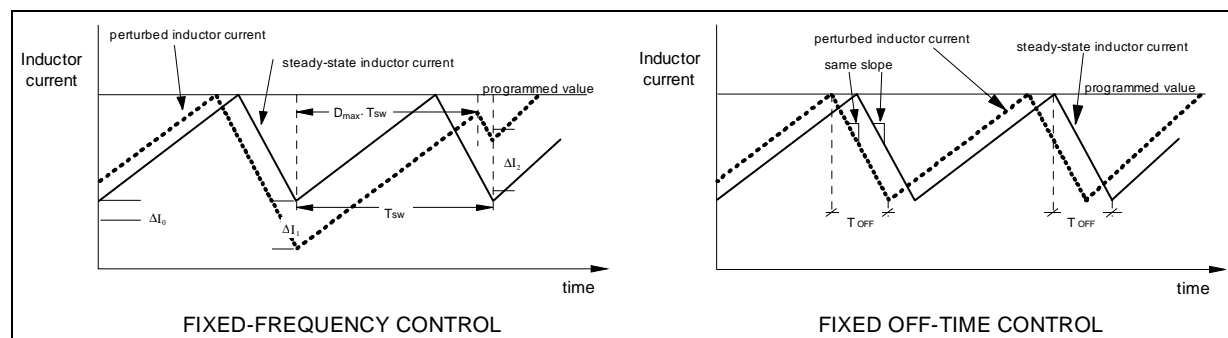 perturbed inductor current
Inductor
current
steady-state inductor current
programmed value
Dmax. Tsw
ΔI2
Tsw
ΔI0
ΔI1
time
FIXED-FREQUENCY CONTROL
perturbed inductor current
steady-state inductor current
Inductor
current
same slope
programmed value
T OFF
T OFF
time
FIXED OFF-TIME CONTROL